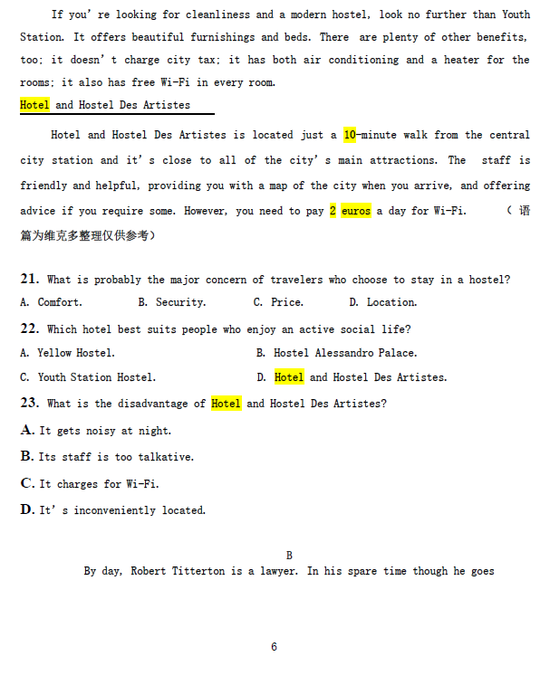 If you're looking for cleanliness and a modern hostel, look no further than Youth
Station. It offers beautiful furnishings and beds. There are plenty of other benefits,
too; it doesn't charge city tax; it has both air conditioning and a heater for the
rooms; it also has free Wi-Fi in every room.
Hotel and Hostel Des Artistes
Hotel and Hostel Des Artistes is located just a 10-minute walk from the central
city station and it's close to all of the city's main attractions. The staff is
friendly and helpful, providing you with a map of the city when you arrive, and offering
advice if you require some. However, you need to pay 2 euros a day for Wi-Fi. （ 语
篇为维克多整理仅供参考）
21. What is probably the major concern of travelers who choose to stay in a hostel?
A. Comfort. B. Security. C. Price. D. Location.
22. Which hotel best suits people who enjoy an active social life?
A. Yellow Hostel. B. Hostel Alessandro Palace.
C. Youth Station Hostel. D. Hotel and Hostel Des Artistes.
23. What is the disadvantage of Hotel and Hostel Des Artistes?
A. It gets noisy at night.
B. Its staff is too talkative.
C. It charges for Wi-Fi.
D. It's inconveniently located.
B
By day, Robert Titterton is a lawyer. In his spare time though he goes
6